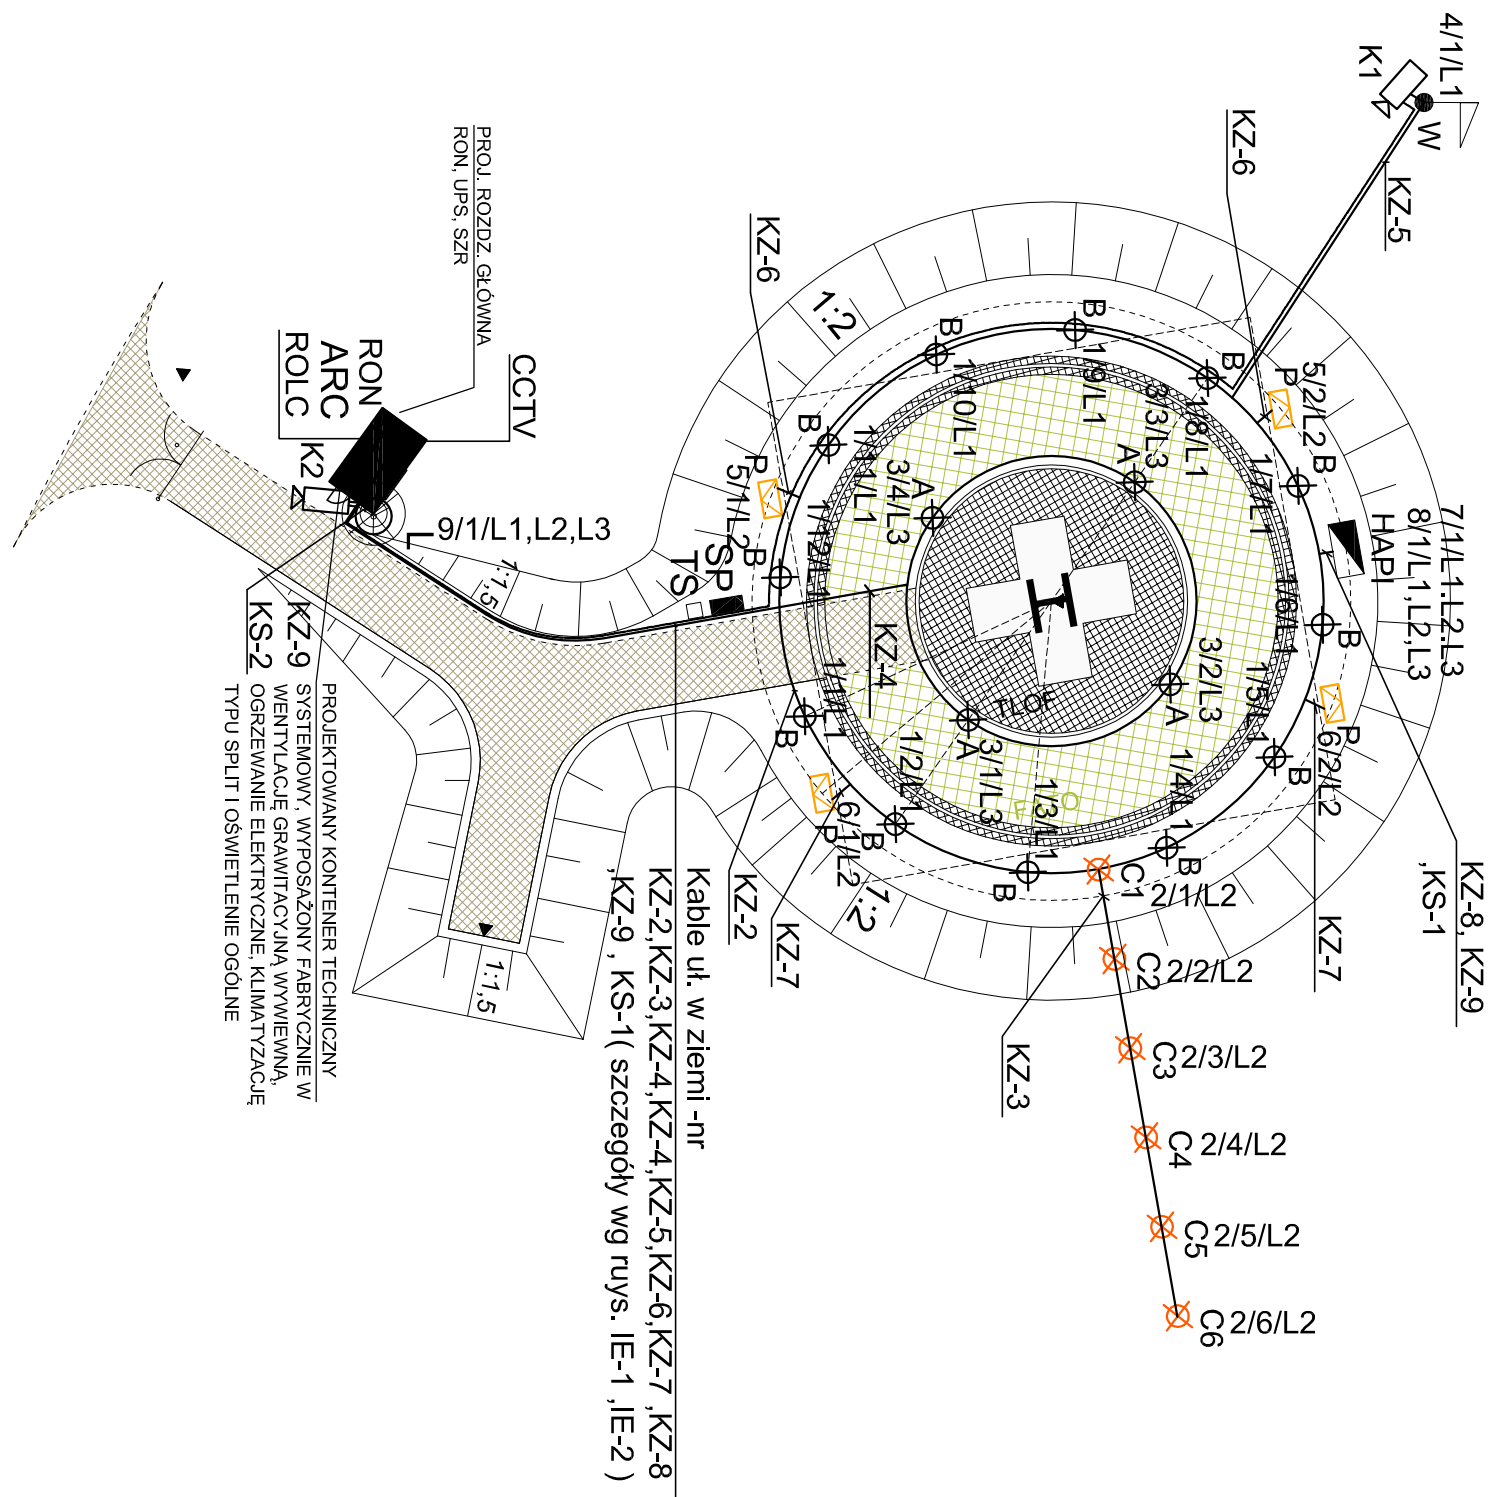 4/1/L1
K1
W
KZ-5
KZ-6
KZ-6
PROJ. ROZDZ. GŁÓWNA
RON, UPS, SZR
CCTV
RON
ARC
ROLC
K2
L
9/1/L1,L2,L3
1:2
B
1/9/L1
B
1/10/L1
B
1/8/L1
3/3/L3
A
P
5/2/L2
B
1/7/L1
7/1/L1.L2.L3
8/1/L1,L2,L3
HAPI
B
1/11/L1
3/4/L3
A
P
5/1/L2
B
1/12/L1
SP
TS
1:1,5
1/6/L1
B
H
KZ-4
TLOF
3/2/L3
A
1/5/L1
B
P
6/2/L2
1/1/L1
B
1/2/L1
B
A
3/1/L3
FATO
1/3/L1
B
1/4/L1
B
6/1/L2
P
1:2
KZ-2
KZ-7
KZ-7
KZ-8, KZ-9
,KS-1
KZ-3
C1
2/1/L2
C2
2/2/L2
C3
2/3/L2
C4
2/4/L2
C5
2/5/L2
C6
2/6/L2
KZ-9
KS-2
PROJEKTOWANY KONTENER TECHNICZNY
SYSTEMOWY, WYPOSAŻONY FABRYCZNIE W
WENTYLACJĘ GRAWITACYJNĄ WYWIEWNĄ,
OGRZEWANIE ELEKTRYCZNE, KLIMATYZACJĘ
TYPU SPLIT I OŚWIETLENIE OGÓLNE
1:1,5
Kable uł. w ziemi -nr
KZ-2,KZ-3,KZ-4,KZ-4,KZ-5,KZ-6,KZ-7 ,KZ-8
,KZ-9 , KS-1( szczegóły wg ruys. IE-1 ,IE-2 )